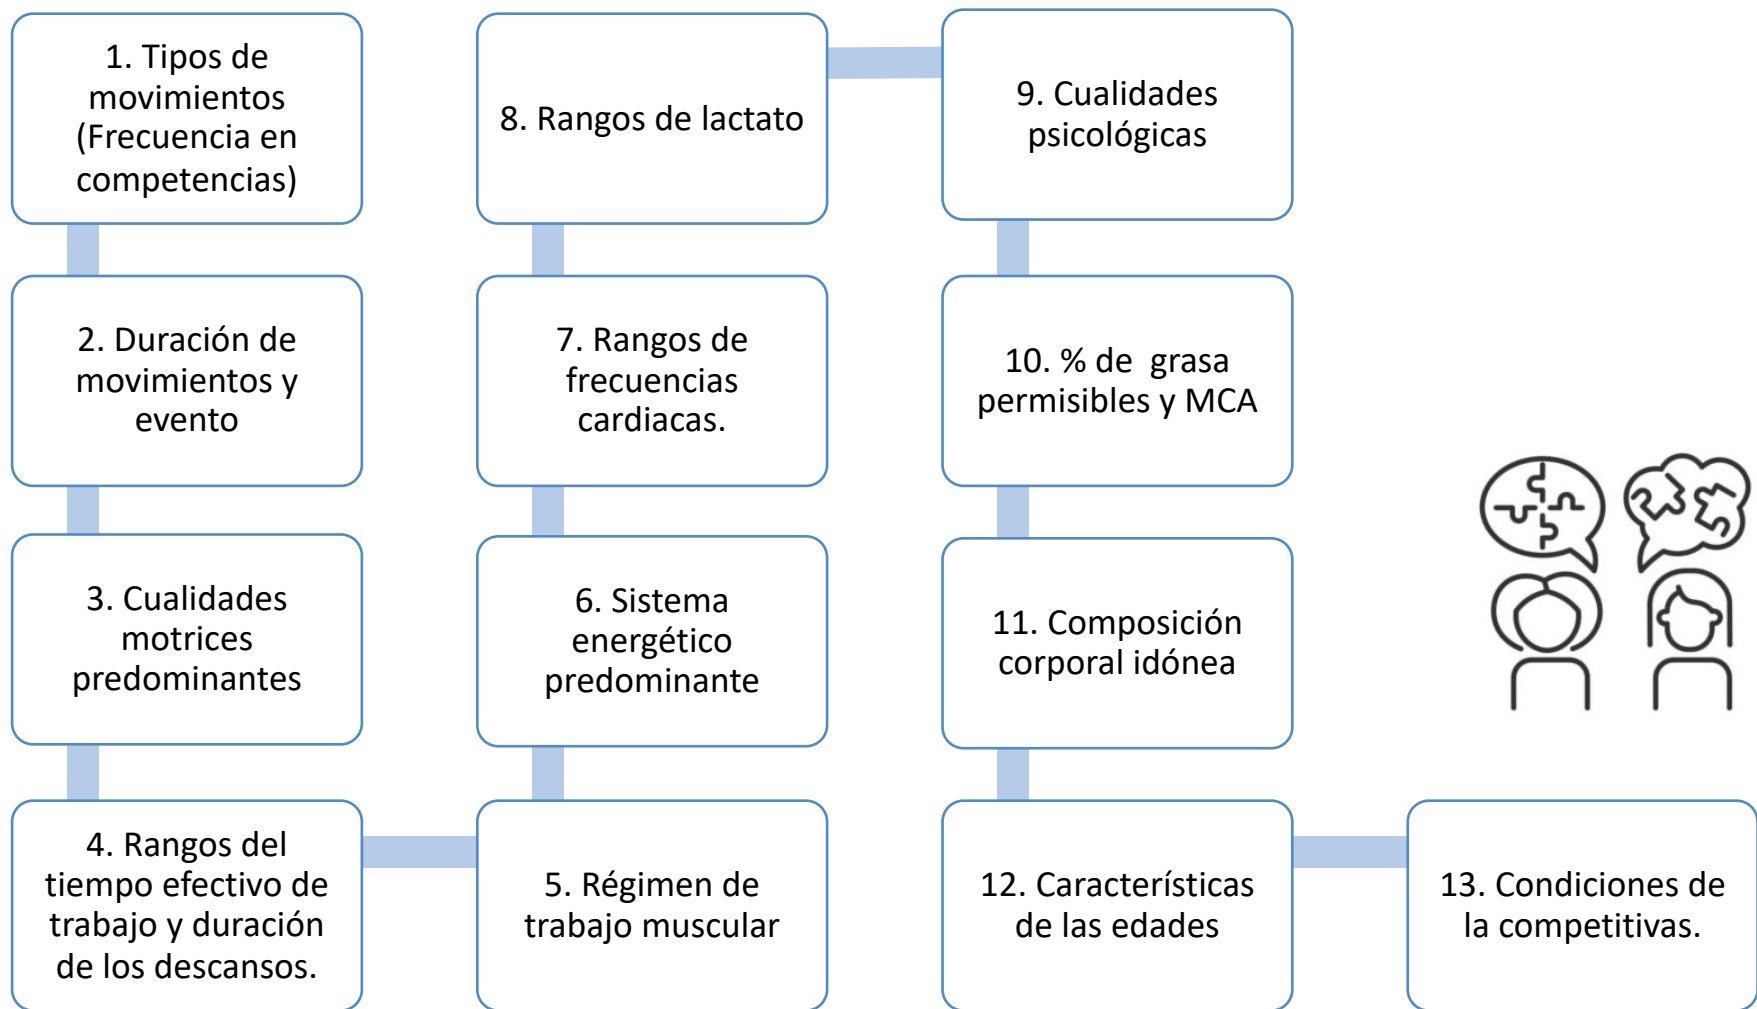 1. Tipos de
movimientos
(Frecuencia en
competencias)
2. Duración de
movimientos y
evento
3. Cualidades
motrices
predominantes
4. Rangos del
tiempo efectivo de
trabajo y duración
de los descansos.
5. Régimen de
trabajo muscular
6. Sistema
energético
predominante
7. Rangos de
frecuencias
cardiacas.
8. Rangos de lactato
9. Cualidades
psicológicas
10. % de  grasa
permisibles y MCA
11. Composición
corporal idónea
12. Características
de las edades
13. Condiciones de
la competitivas.